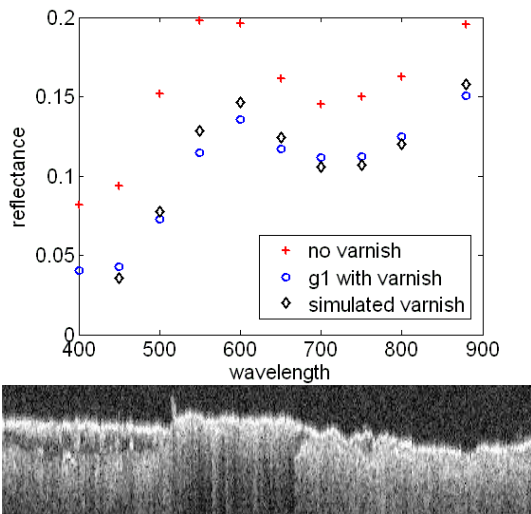 0.2
0.15
0.1
0.05
0
reflectance
no varnish
g1 with varnish
simulated varnish
400 500 600 700 800 900
wavelength